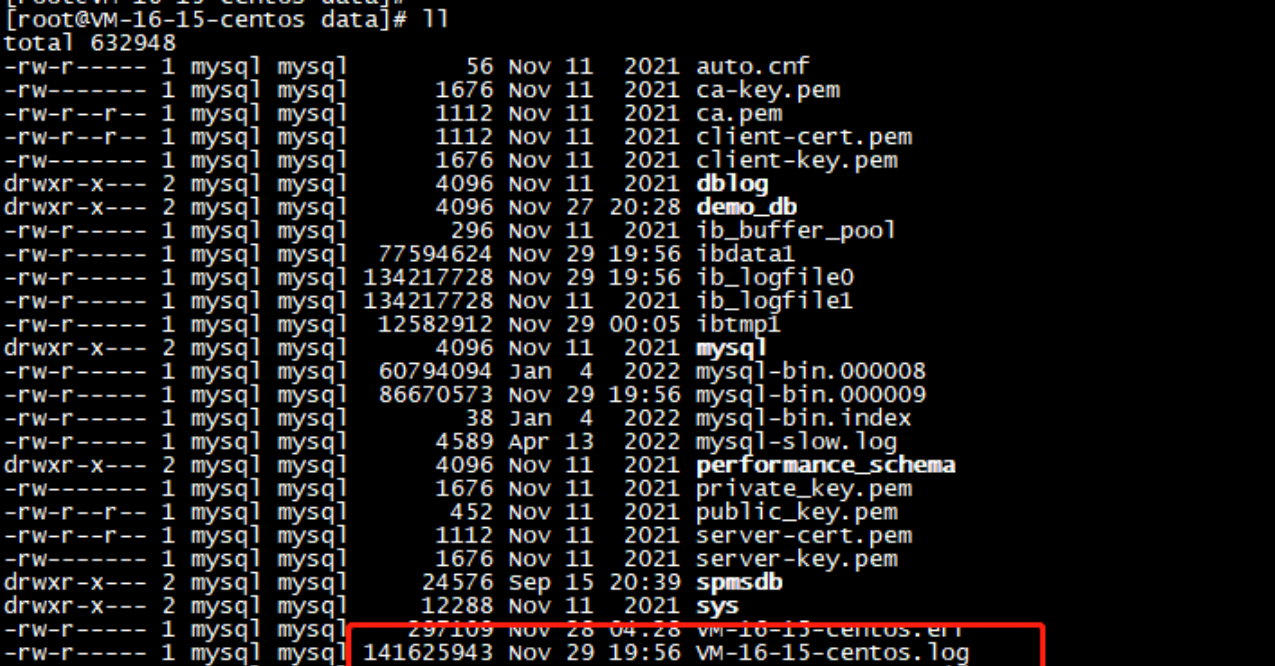 [root@VM-16-15-centos data]#
[root@VM-16-15-centos data]# ll
total 632948
-rw-r----- 1 mysql mysql 56 Nov 11 2021 auto.cnf
-rw------- 1 mysql mysql 1676 Nov 11 2021 ca-key.pem
-rw-r--r-- 1 mysql mysql 1112 Nov 11 2021 ca.pem
-rw-r--r-- 1 mysql mysql 1112 Nov 11 2021 client-cert.pem
-rw------- 1 mysql mysql 1676 Nov 11 2021 client-key.pem
drwxr-x--- 2 mysql mysql 4096 Nov 11 2021 dblog
drwxr-x--- 2 mysql mysql 4096 Nov 27 20:28 demo_db
-rw-r----- 1 mysql mysql 296 Nov 11 2021 ib_buffer_pool
-rw-r----- 1 mysql mysql 77594624 Nov 29 19:56 ibdata1
-rw-r----- 1 mysql mysql 134217728 Nov 29 19:56 ib_logfile0
-rw-r----- 1 mysql mysql 134217728 Nov 11 2021 ib_logfile1
-rw-r----- 1 mysql mysql 12582912 Nov 29 00:05 ibtmp1
drwxr-x--- 2 mysql mysql 4096 Nov 11 2021 mysql
-rw-r----- 1 mysql mysql 60794094 Jan 4 2022 mysql-bin.000008
-rw-r----- 1 mysql mysql 86670573 Nov 29 19:56 mysql-bin.000009
-rw-r----- 1 mysql mysql 38 Jan 4 2022 mysql-bin.index
-rw-r----- 1 mysql mysql 4589 Apr 13 2022 mysql-slow.log
drwxr-x--- 2 mysql mysql 4096 Nov 11 2021 performance_schema
-rw------- 1 mysql mysql 1676 Nov 11 2021 private_key.pem
-rw-r--r-- 1 mysql mysql 452 Nov 11 2021 public_key.pem
-rw-r--r-- 1 mysql mysql 1112 Nov 11 2021 server-cert.pem
-rw------- 1 mysql mysql 1676 Nov 11 2021 server-key.pem
drwxr-x--- 2 mysql mysql 24576 Sep 15 20:39 spmsdb
drwxr-x--- 2 mysql mysql 12288 Nov 11 2021 sys
-rw-r----- 1 mysql mysql 297109 Nov 28 04:28 VM-16-15-centos.err
-rw-r----- 1 mysql mysql 141625943 Nov 29 19:56 VM-16-15-centos.log